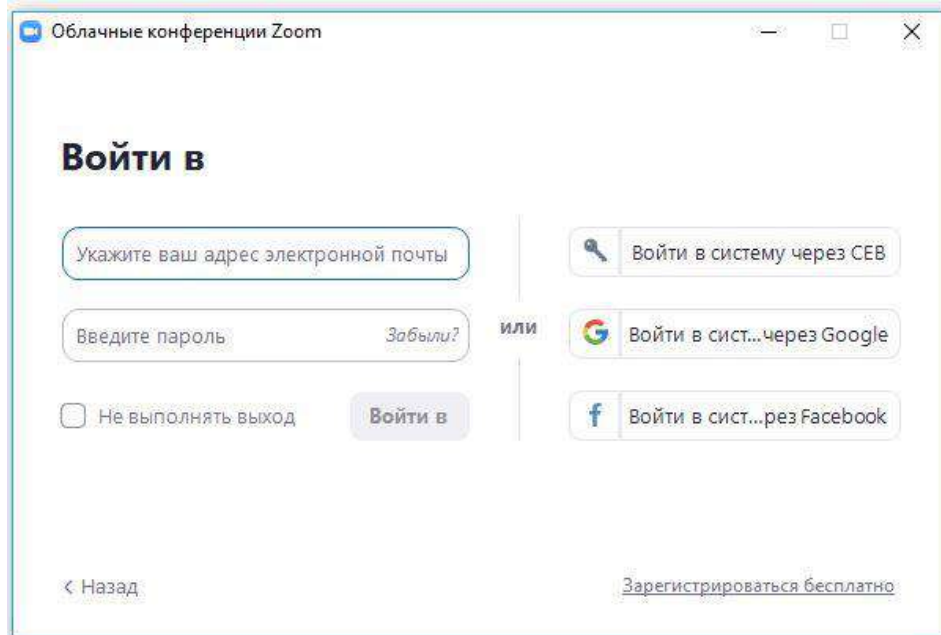 Облачные конференции Zoom
Войти в
Укажите ваш адрес электронной почты
Введите пароль Забыли?
Не выполнять выход
Войти в
или
Войти в систему через СЕВ
Войти в сист...через Google
Войти в сист...рез Facebook
Назад
Зарегистрироваться бесплатно